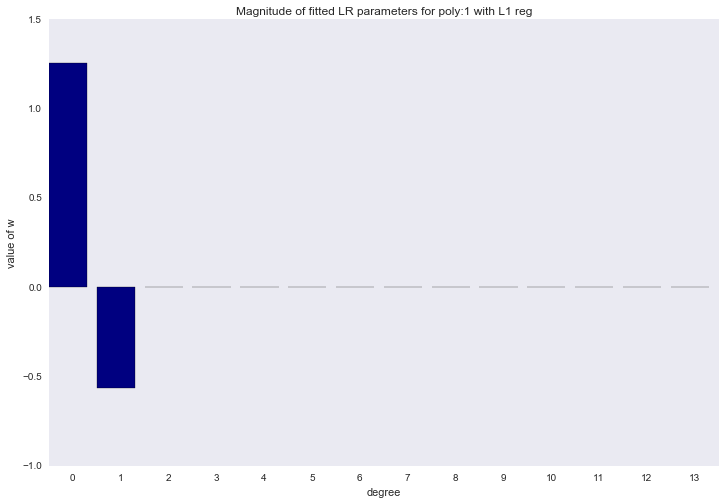 Magnitude of fitted LR parameters for poly:1 with L1 reg
1.5
1.0
0.5
0.0
−0.5
−1.0
value of w
0 1 2 3 4 5 6 7 8 9 10 11 12 13
degree